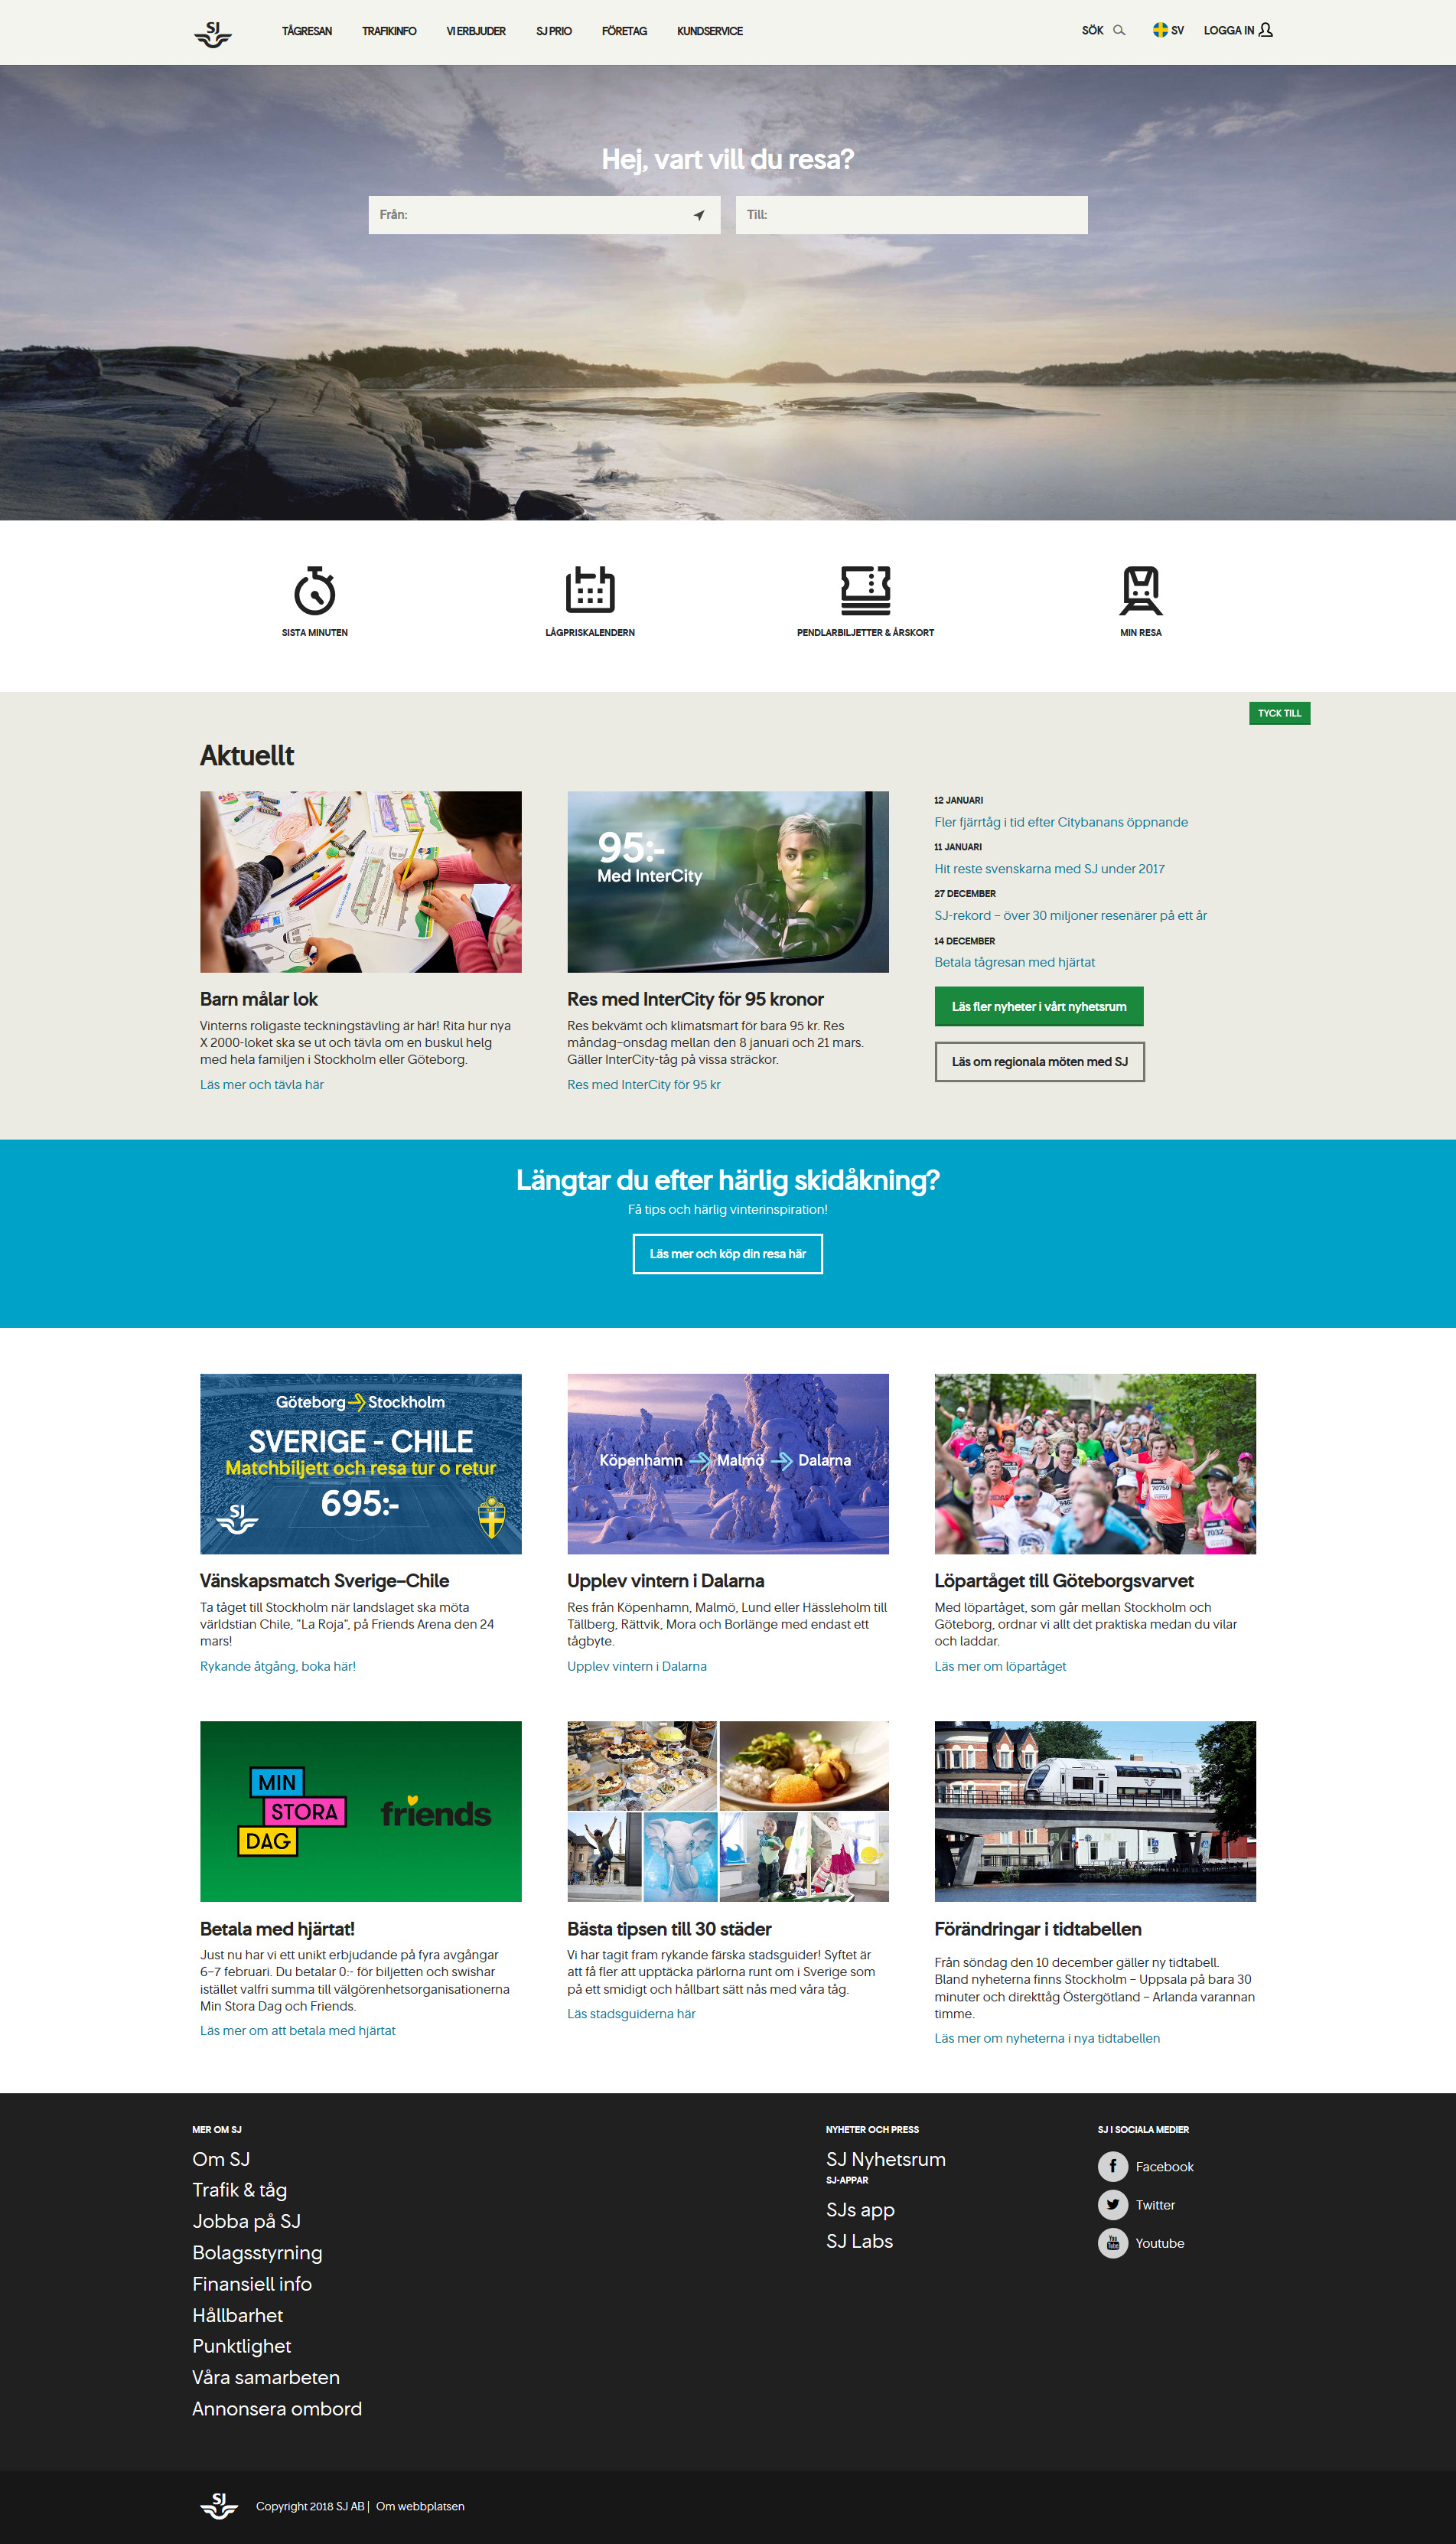 SJ
TÅGRESAN
TRAFIKINFO
VI ERBJUDER
SJ PRIO
FÖRETAG
KUNDSERVICE
SÖK
SV
LOGGA IN
Hej, vart vill du resa?
Från:
Till:
SISTA MINUTEN
LÅGPRISKALENDERN
PENDLARBILJETTER & ÅRSKORT
MIN RESA
TYCK TILL
Aktuellt
Barn målar lok
Vinterns roligaste teckningstävling är här! Rita hur nya
X 2000-loket ska se ut och tävla om en buskul helg
med hela familjen i Stockholm eller Göteborg.
Läs mer och tävla här
95:-
Med InterCity
Res med InterCity för 95 kronor
Res bekvämt och klimatsmart för bara 95 kr. Res
måndag–onsdag mellan den 8 januari och 21 mars.
Gäller InterCity-tåg på vissa sträckor.
Res med InterCity för 95 kr
12 JANUARI
Fler fjärrtåg i tid efter Citybanans öppnande
11 JANUARI
Hit reste svenskarna med SJ under 2017
27 DECEMBER
SJ-rekord – över 30 miljoner resenärer på ett år
14 DECEMBER
Betala tågresan med hjärtat
Läs fler nyheter i vårt nyhetsrum
Läs om regionala möten med SJ
Längtar du efter härlig skidåkning?
Få tips och härlig vinterinspiration!
Läs mer och köp din resa här
Göteborg Stockholm
SVERIGE - CHILE
Matchbiljett och resa tur o retur
695:-
SJ
Vänskapsmatch Sverige–Chile
Ta tåget till Stockholm när landslaget ska möta
världstian Chile, "La Roja", på Friends Arena den 24
mars!
Rykande åtgång, boka här!
Köpenhamn Malmö Dalarna
Upplev vintern i Dalarna
Res från Köpenhamn, Malmö, Lund eller Hässleholm till
Tällberg, Rättvik, Mora och Borlänge med endast ett
tågbyte.
Upplev vintern i Dalarna
70750
7032
Löpartåget till Göteborgsvarvet
Med löpartåget, som går mellan Stockholm och
Göteborg, ordnar vi allt det praktiska medan du vilar
och laddar.
Läs mer om löpartåget
MIN
STORA
DAG
friends
Betala med hjärtat!
Just nu har vi ett unikt erbjudande på fyra avgångar
6–7 februari. Du betalar 0:- för biljetten och swishar
istället valfri summa till välgörenhetsorganisationerna
Min Stora Dag och Friends.
Läs mer om att betala med hjärtat
Bästa tipsen till 30 städer
Vi har tagit fram rykande färska stadsguider! Syftet är
att få fler att upptäcka pärlorna runt om i Sverige som
på ett smidigt och hållbart sätt nås med våra tåg.
Läs stadsguiderna här
Förändringar i tidtabellen
Från söndag den 10 december gäller ny tidtabell.
Bland nyheterna finns Stockholm – Uppsala på bara 30
minuter och direkttåg Östergötland – Arlanda varannan
timme.
Läs mer om nyheterna i nya tidtabellen
MER OM SJ
Om SJ
Trafik & tåg
Jobba på SJ
Bolagsstyrning
Finansiell info
Hållbarhet
Punktlighet
Våra samarbeten
Annonsera ombord
NYHETER OCH PRESS
SJ Nyhetsrum
SJ-APPAR
SJs app
SJ Labs
SJ I SOCIALA MEDIER
Facebook
Twitter
You
Tube
Youtube
SJ
Copyright 2018 SJ AB | Om webbplatsen